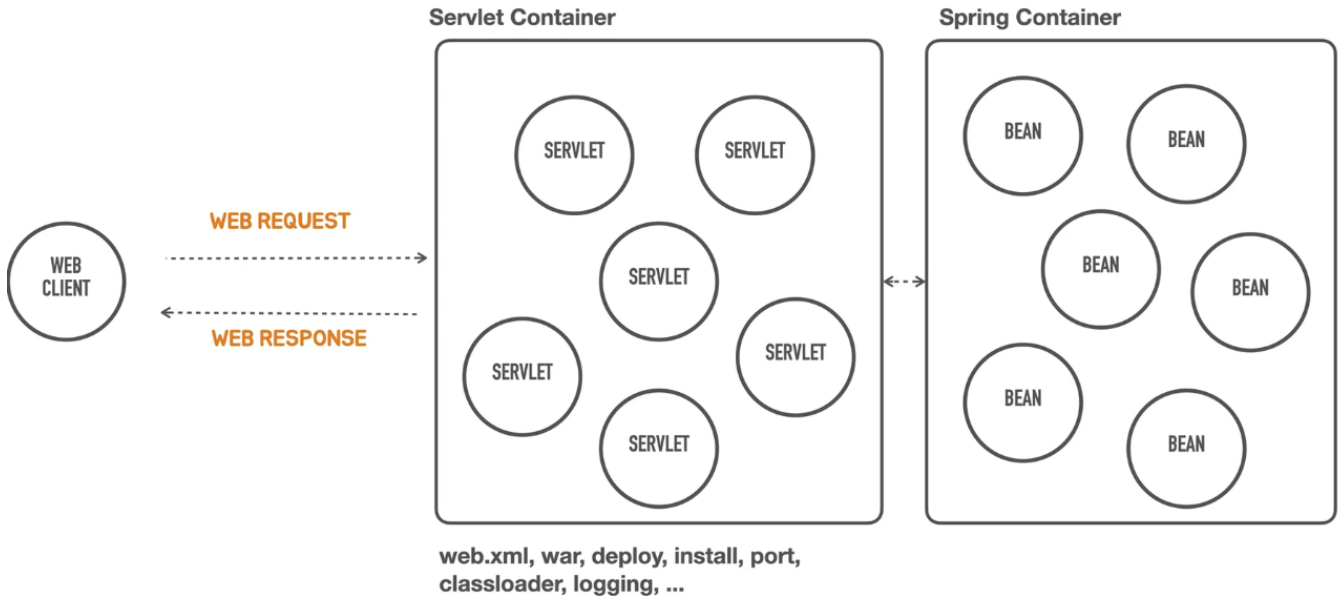 Servlet Container
Spring Container
SERVLET
SERVLET
BEAN
BEAN
WEB REQUEST
WEB
CLIENT
SERVLET
BEAN
BEAN
WEB RESPONSE
SERVLET
SERVLET
BEAN
SERVLET
BEAN
web.xml, war, deploy, install, port,
classloader, logging, ...